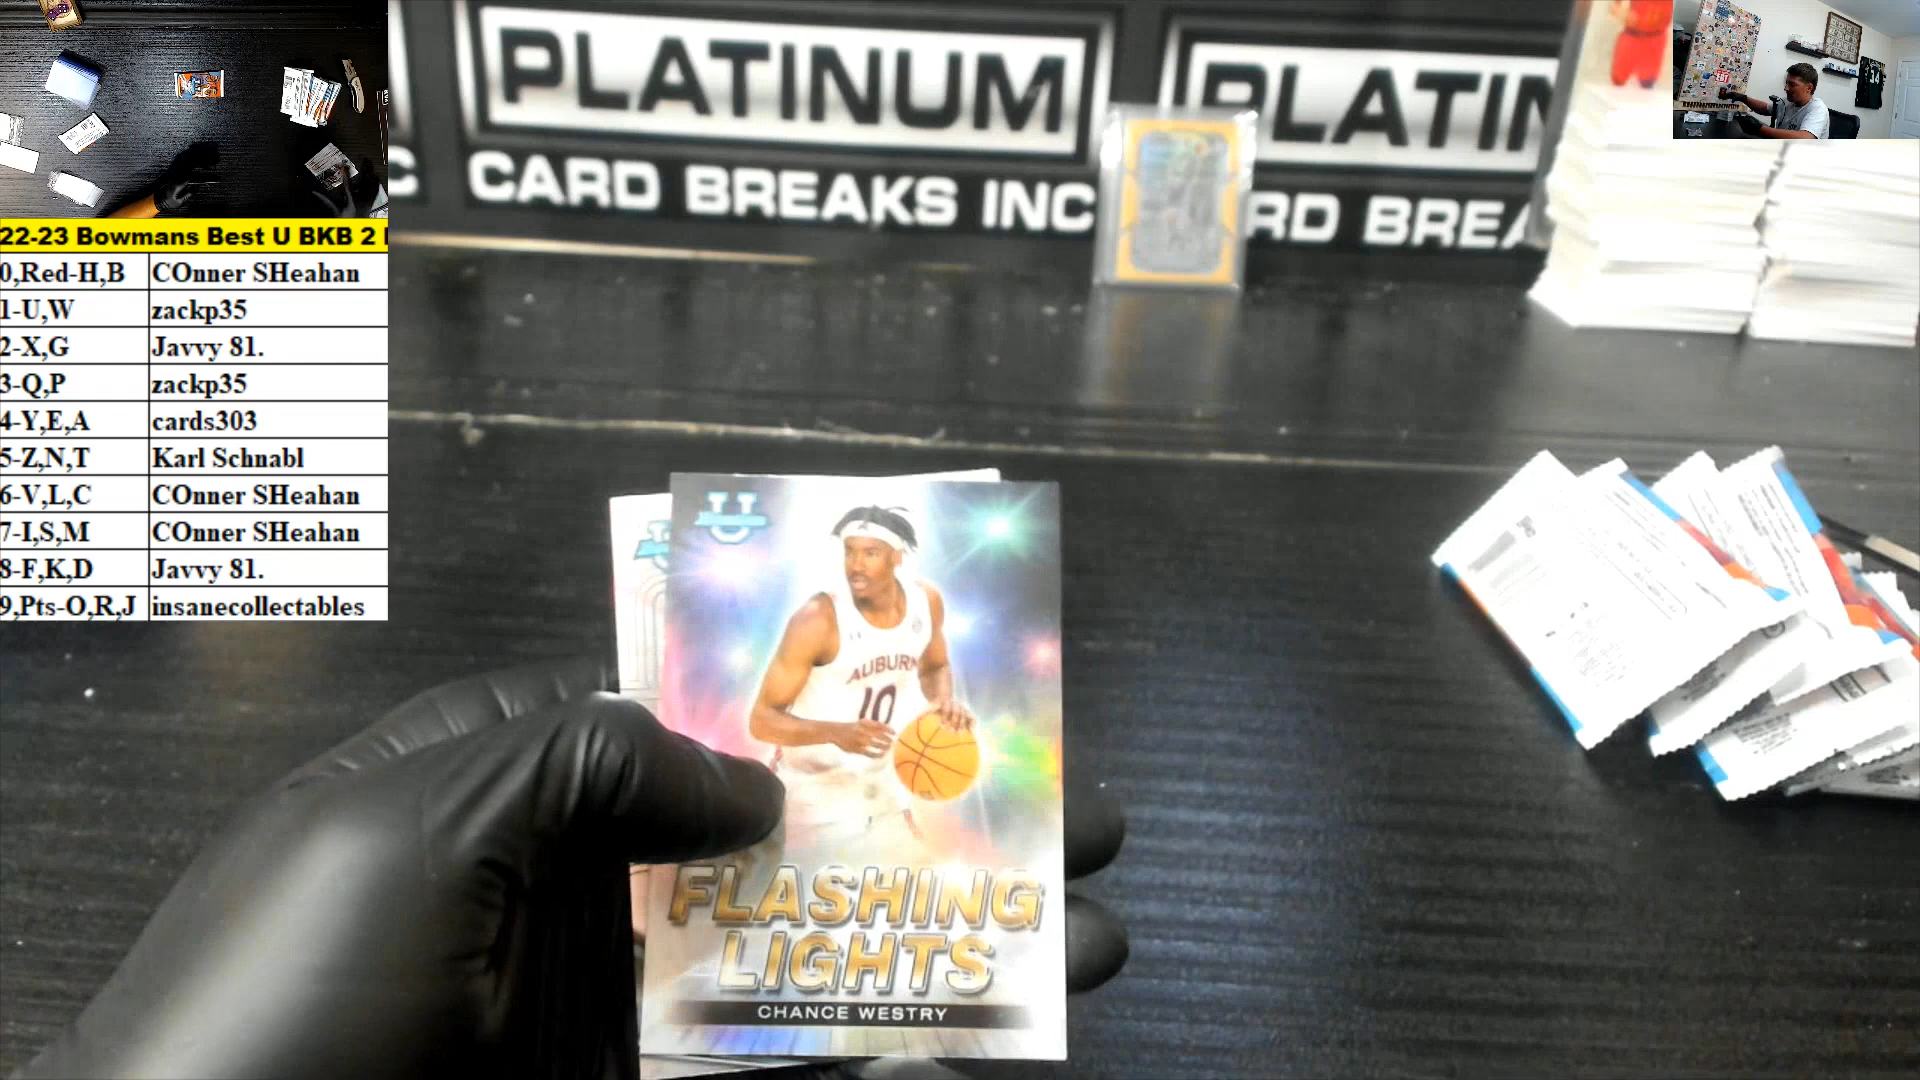 PLATINUM
CARD BREAKS INC
PLATIN
RD BREA
C
22-23 Bowmans Best U BKB 2
0,Red-H,B COnner SHeahan
1-U,W zackp35
2-X,G Javvy 81.
3-Q,P zackp35
4-Y,E,A cards303
5-Z,N,T Karl Schnabl
6-V,L,C COnner SHeahan
7-I,S,M COnner SHeahan
8-F,K,D Javvy 81.
9,Pts-O,R,J insanecollectables
U
AUBURN
10
FLASHING
LIGHTS
CHANCE WESTRY